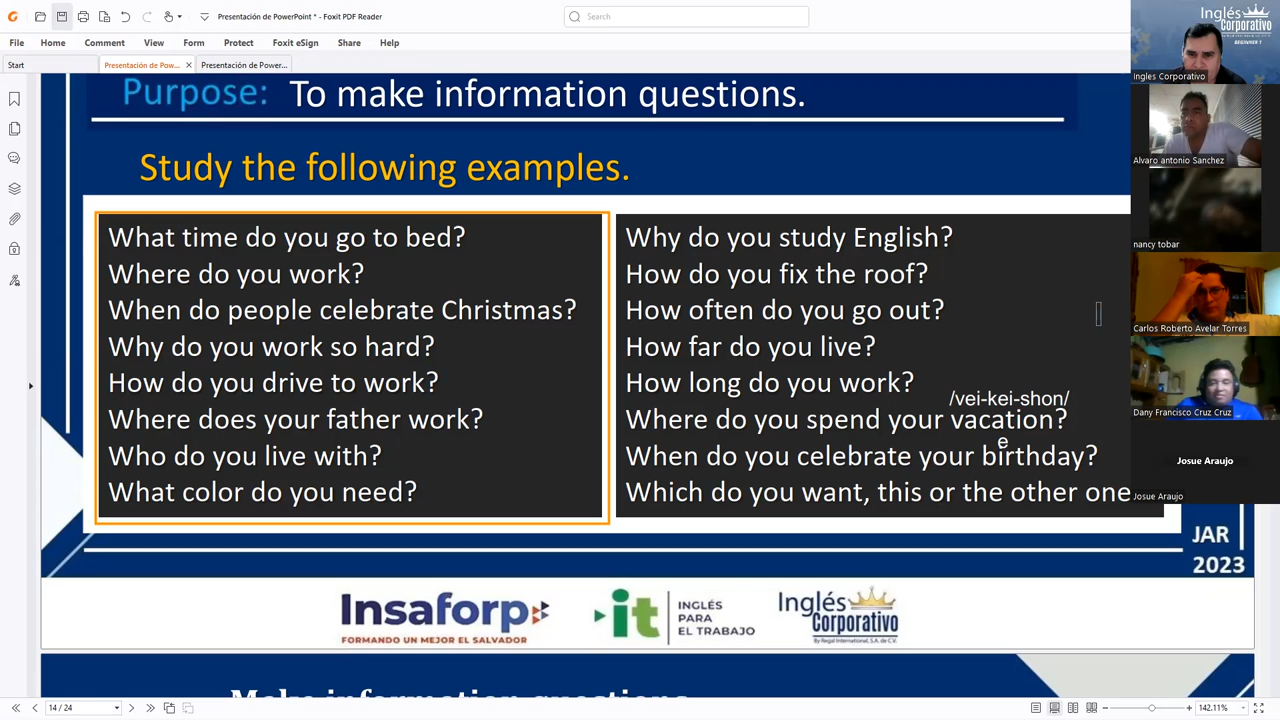 Presentación de PowerPoint * - Foxit PDF Reader
Search
File Home Comment View Form Protect Foxit eSign Share Help
Start
Presentación de Pow...
Presentación de Power...
Purpose: To make information questions.
Study the following examples.
What time do you go to bed?
Where do you work?
When do people celebrate Christmas?
Why do you work so hard?
How do you drive to work?
Where does your father work?
Who do you live with?
What color do you need?
Why do you study English?
How do you fix the roof?
How often do you go out?
How far do you live?
How long do you work?
/vei-kei-shon/
Where do you spend your vacation?
e
When do you celebrate your birthday?
Which do you want, this or the other one
JAR
2023
Insaforp
FORMANDO UN MEJOR EL SALVADOR
it
INGLÉS
PARA
EL TRABAJO
Inglés
Corporativo
By Regal International, S.A. de C.V.
Make information questions
Inglés
Corporativo
BEGINNER 1
Ingles Corporativo
Alvaro antonio Sanchez
nancy tobar
Carlos Roberto Avelar Torres
Dany Francisco Cruz Cruz
Josue Araujo
Josue Araujo
14 / 24
142.11%